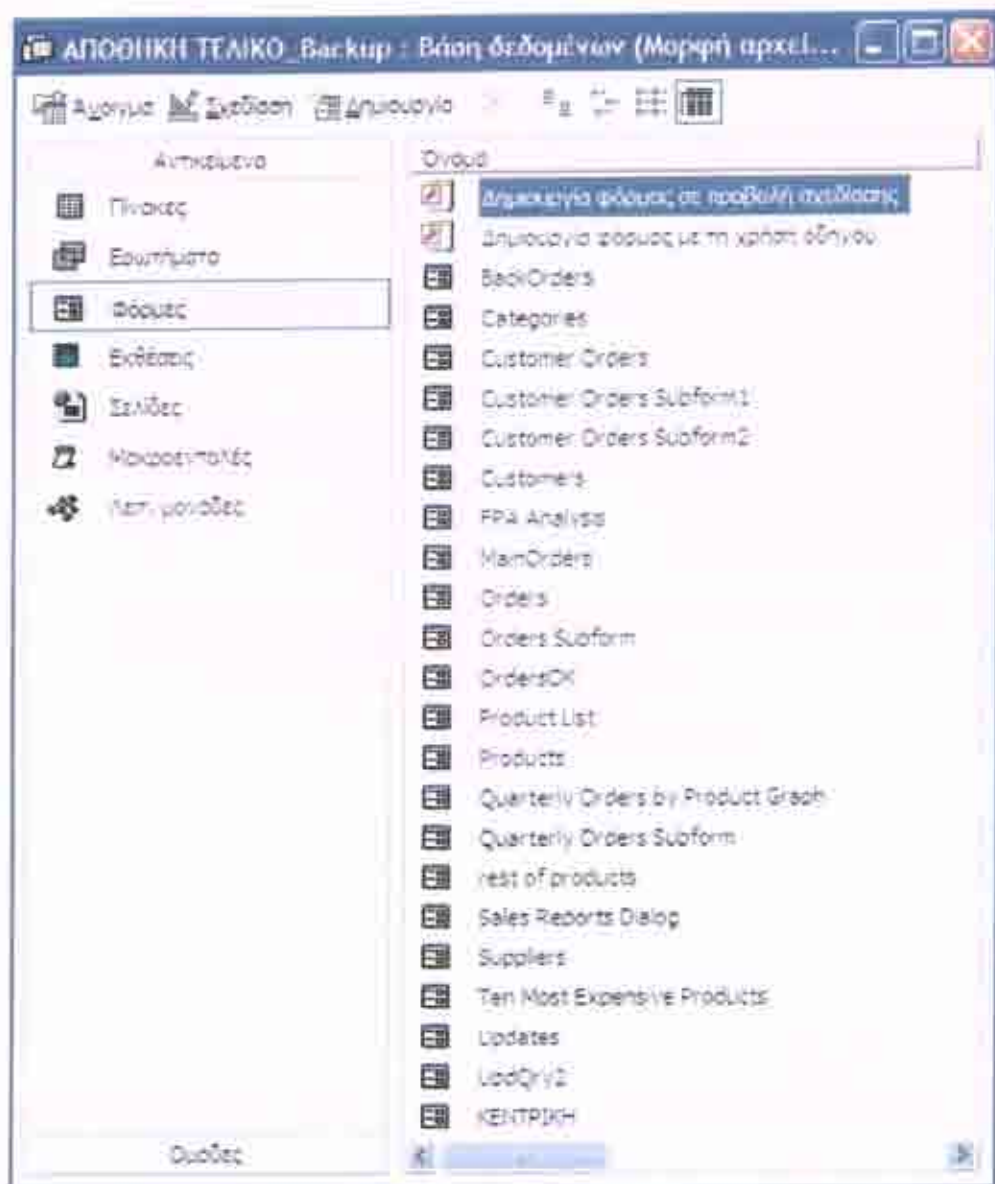 ΑΠΟΘΗΚΗ ΤΕΛΙΚΟ_Backup : Βάση δεδομένων (Μορφή αρχεί...
Άνοιγμα Σχεδίαση Δημιουργία
Αντικείμενα
Πίνακες
Ερωτήματα
Φόρμες
Εκθέσεις
Σελίδες
Μακροεντολές
Λειτ. μονάδες
Ομάδες
Όνομα
Δημιουργία φόρμας σε προβολή σχεδίασης
Δημιουργία φόρμας με τη χρήση οδηγού
BackOrders
Categories
Customer Orders
Customer Orders Subform1
Customer Orders Subform2
Customers
FPA Analysis
MainOrders
Orders
Orders Subform
OrdersOK
Product List
Products
Quarterly Orders by Product Graph
Quarterly Orders Subform
rest of products
Sales Reports Dialog
Suppliers
Ten Most Expensive Products
Updates
UpdQry2
ΚΕΝΤΡΙΚΗ